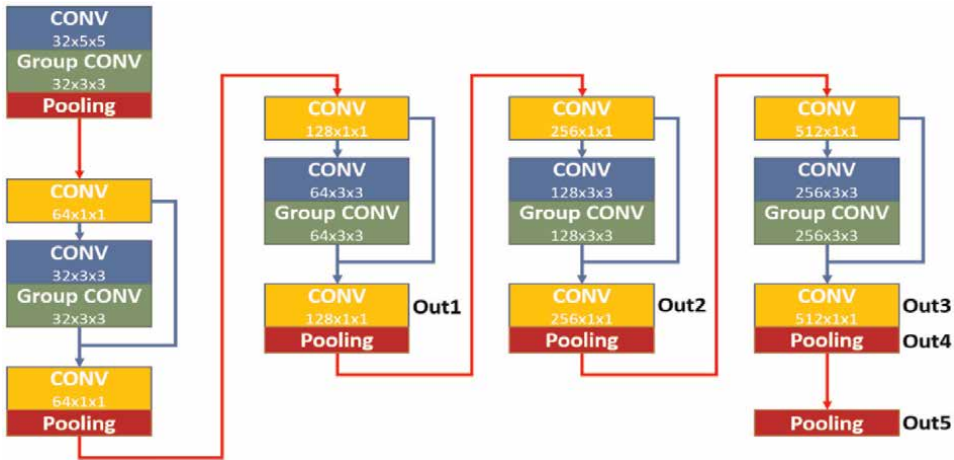 CONV
32x5x5
Group CONV
32x3x3
Pooling
CONV
64x1x1
CONV
32x3x3
Group CONV
32x3x3
CONV
64x1x1
Pooling
CONV
128x1x1
CONV
64x3x3
Group CONV
64x3x3
CONV
128x1x1
Out1
Pooling
CONV
256x1x1
CONV
128x3x3
Group CONV
128x3x3
CONV
256x1x1
Out2
Pooling
CONV
512x1x1
CONV
256x3x3
Group CONV
256x3x3
CONV
512x1x1
Out3
Pooling
Out4
Pooling
Out5